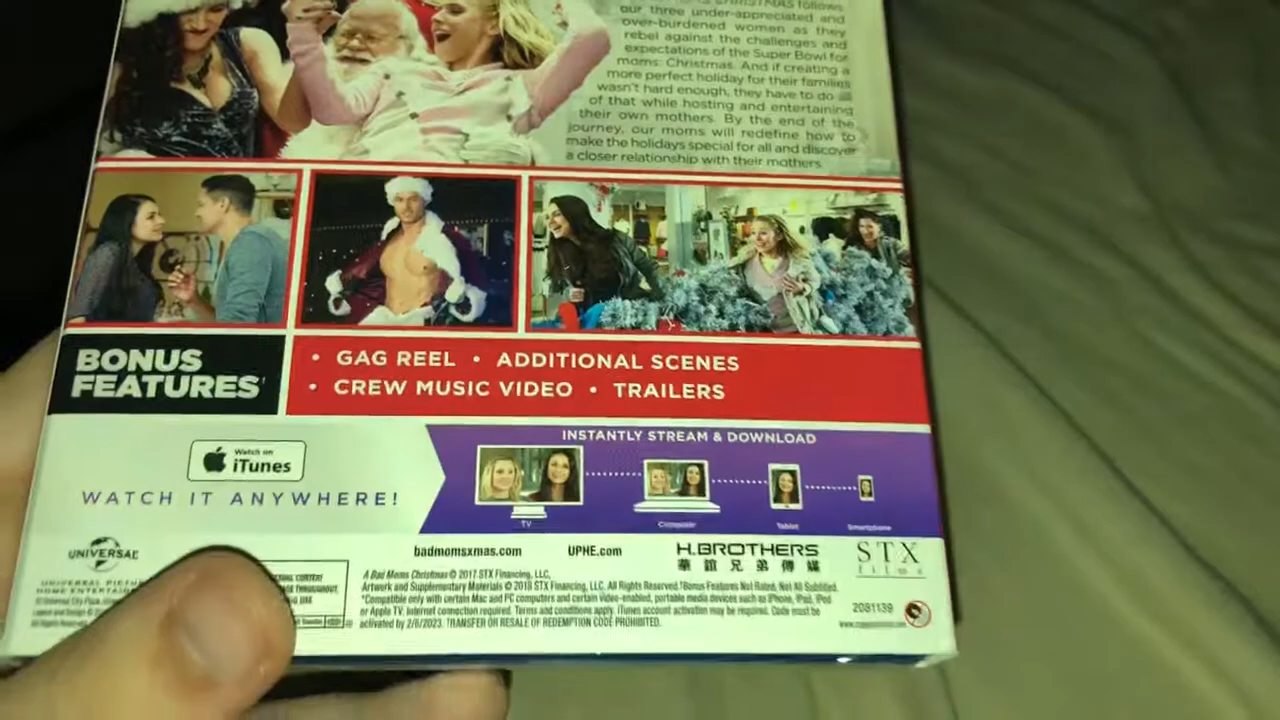 CHRISTMAS follows
our three under-appreciated and
over-burdened women as they
rebel against the challenges and
expectations of the Super Bowl for
moms: Christmas. And if creating a
more perfect holiday for their families
wasn't hard enough, they have to do all
of that while hosting and entertaining
their own mothers. By the end of the
journey, our moms will redefine how to
make the holidays special for all and discover
a closer relationship with their mothers.
BONUS
FEATURES†
• GAG REEL • ADDITIONAL SCENES
• CREW MUSIC VIDEO • TRAILERS
Watch on
iTunes
WATCH IT ANYWHERE!
INSTANTLY STREAM & DOWNLOAD
TV Computer Tablet Smartphone
UNIVERSAL
HOME ENTERTAINMENT
badmomsxmas.com UPHE.com
H.BROTHERS
華誼兄弟傳媒
STX
FILMS
A Bad Moms Christmas © 2017 STX Financing, LLC,
Artwork and Supplementary Materials © 2018 STX Financing, LLC. All Rights Reserved. †Bonus Features Not Rated, Not All Subtitled.
*Compatible only with certain Mac and PC computers and certain video-enabled, portable media devices such as iPhone, iPad, iPod
or Apple TV. Internet connection required. Terms and conditions apply. iTunes account activation may be required. Code must be
activated by 2/6/2023. TRANSFER OR RESALE OF REDEMPTION CODE PROHIBITED.
2081139